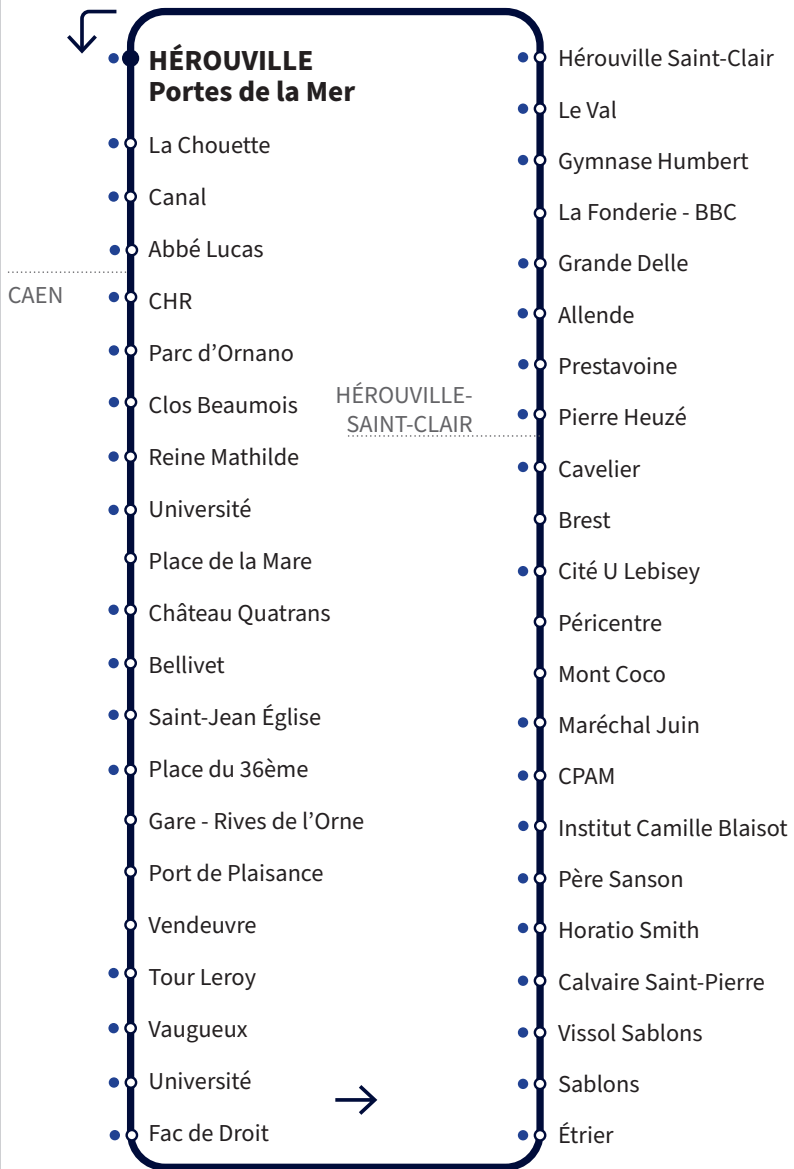 HÉROUVILLE
Portes de la Mer
La Chouette
Canal
Abbé Lucas
CAEN
CHR
Parc d’Ornano
Clos Beaumois
Reine Mathilde
Université
Place de la Mare
Château Quatrans
Bellivet
Saint-Jean Église
Place du 36ème
Gare - Rives de l’Orne
Port de Plaisance
Vendeuvre
Tour Leroy
Vaugueux
Université
Fac de Droit
Hérouville Saint-Clair
Le Val
Gymnase Humbert
La Fonderie - BBC
Grande Delle
Allende
Prestavoine
HÉROUVILLE-
SAINT-CLAIR
Pierre Heuzé
Cavelier
Brest
Cité U Lebisey
Péricentre
Mont Coco
Maréchal Juin
CPAM
Institut Camille Blaisot
Père Sanson
Horatio Smith
Calvaire Saint-Pierre
Vissol Sablons
Sablons
Étrier